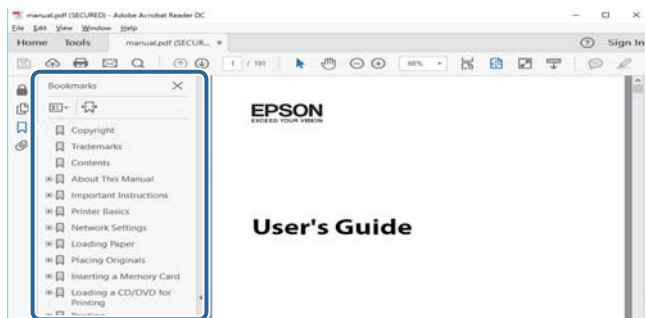 manual.pdf (SECURED) - Adobe Acrobat Reader DC
File Edit View Window Help
Home Tools manual.pdf (SECUR... ×
Sign In
1 / 191
68%
Bookmarks
Copyright
Trademarks
Contents
About This Manual
Important Instructions
Printer Basics
Network Settings
Loading Paper
Placing Originals
Inserting a Memory Card
Loading a CD/DVD for
Printing
Printing
EPSON
EXCEED YOUR VISION
User's Guide